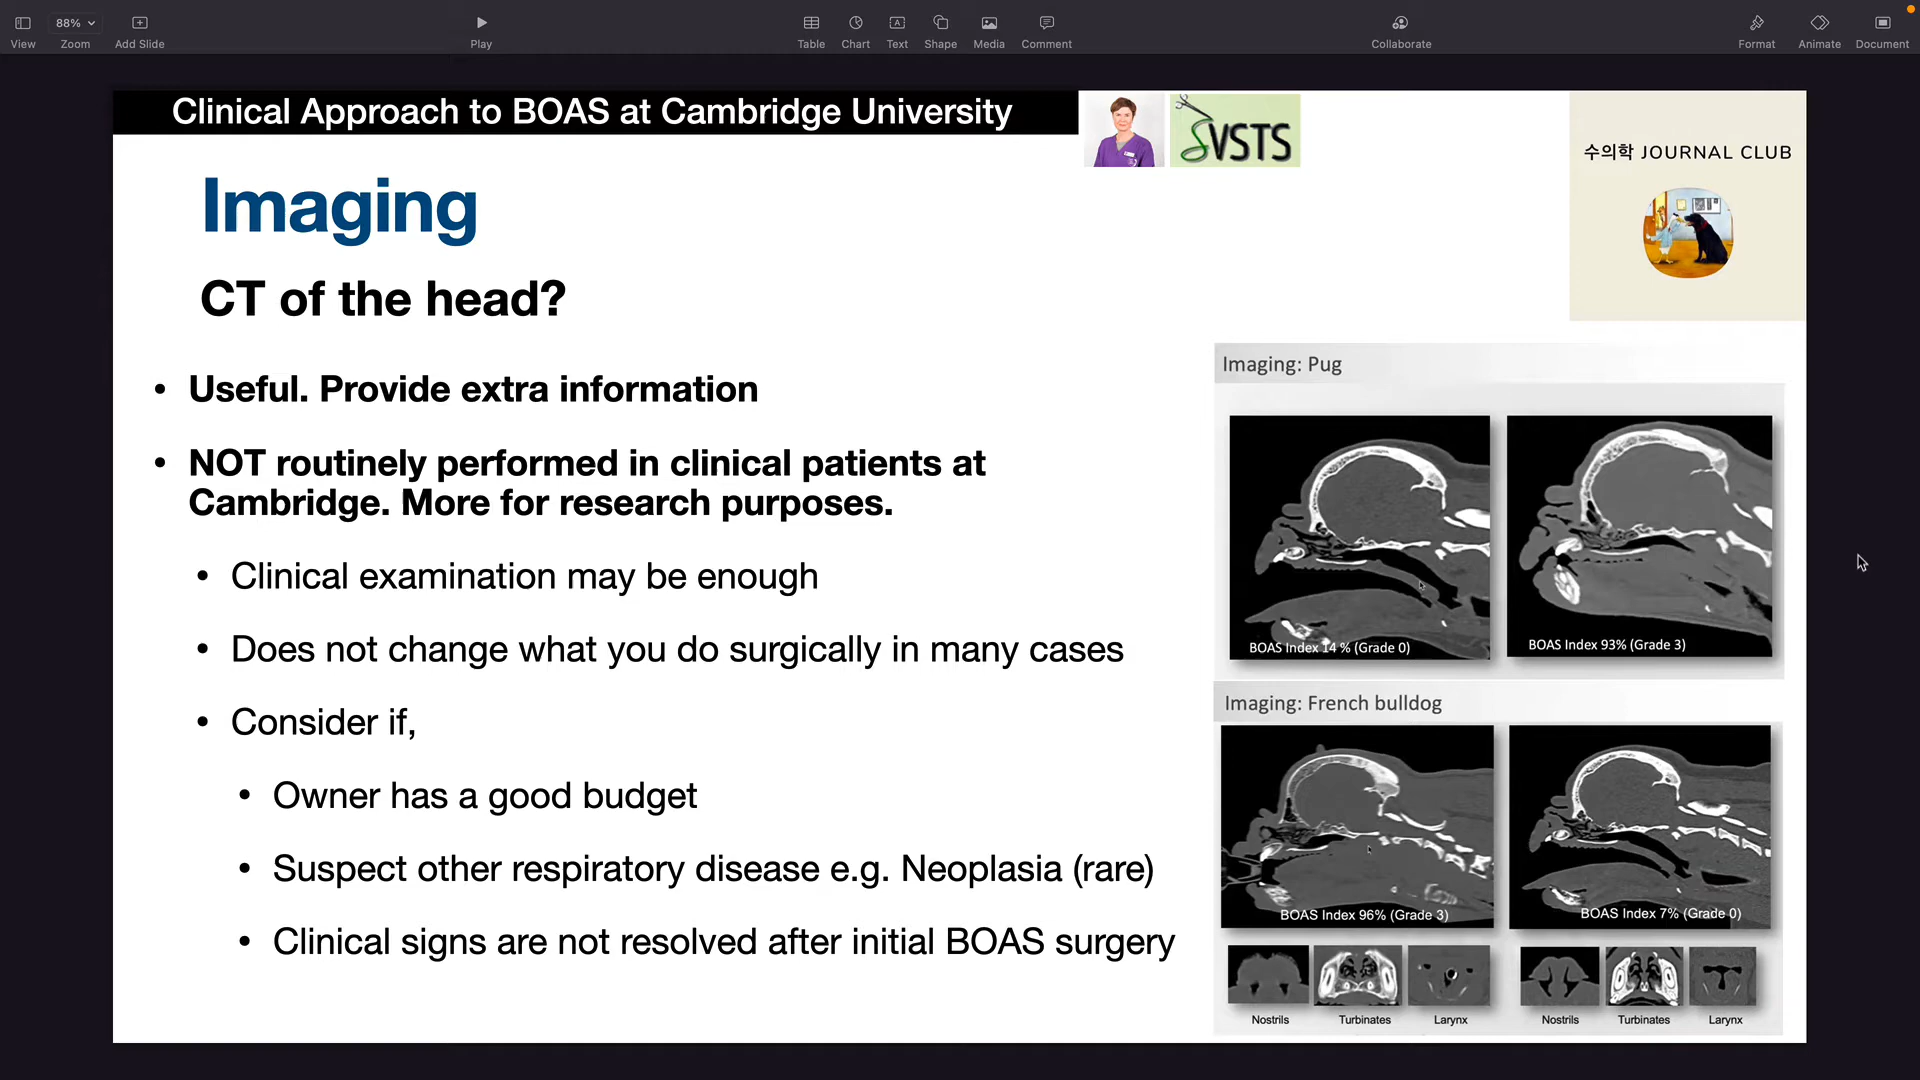 View
88%
Zoom
Add Slide
Play
Table
Chart
Text
Shape
Media
Comment
Collaborate
Format
Animate
Document
Clinical Approach to BOAS at Cambridge University
SVSTS
수의학 JOURNAL CLUB
Imaging
CT of the head?
• Useful. Provide extra information
• NOT routinely performed in clinical patients at
Cambridge. More for research purposes.
• Clinical examination may be enough
• Does not change what you do surgically in many cases
• Consider if,
• Owner has a good budget
• Suspect other respiratory disease e.g. Neoplasia (rare)
• Clinical signs are not resolved after initial BOAS surgery
Imaging: Pug
BOAS Index 14 % (Grade 0)
BOAS Index 93% (Grade 3)
Imaging: French bulldog
BOAS Index 96% (Grade 3)
BOAS Index 7% (Grade 0)
Nostrils
Turbinates
Larynx
Nostrils
Turbinates
Larynx